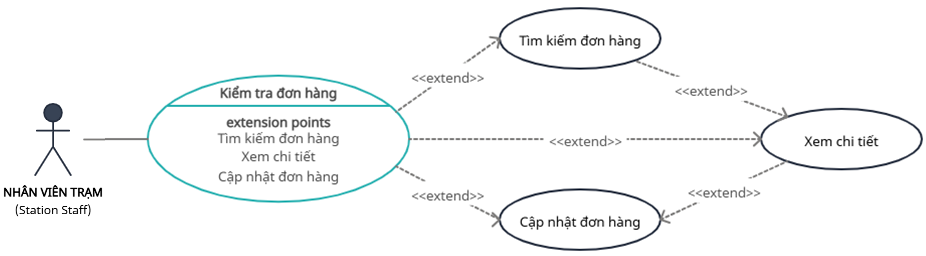 Tìm kiếm đơn hàng
<<extend>>
<<extend>>
Kiểm tra đơn hàng
extension points
Tìm kiếm đơn hàng
Xem chi tiết
Cập nhật đơn hàng
<<extend>>
Xem chi tiết
NHÂN VIÊN TRẠM
(Station Staff)
<<extend>>
<<extend>>
Cập nhật đơn hàng